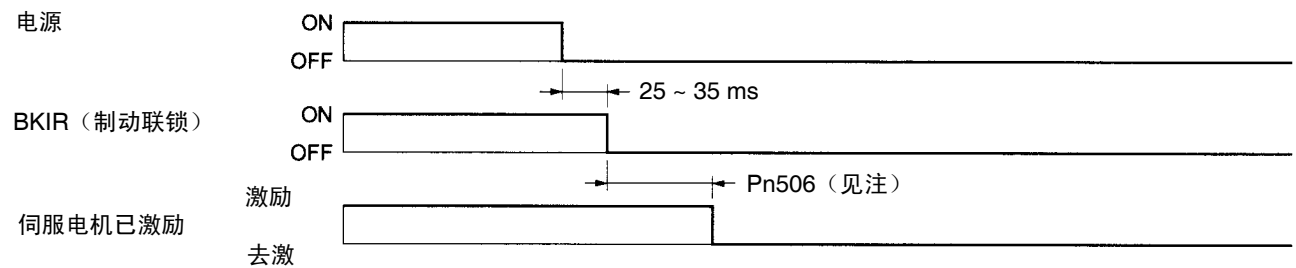 电源
ON
OFF
25 ~ 35 ms
BKIR（制动联锁）
ON
OFF
Pn506（见注）
伺服电机已激励
激励
去激